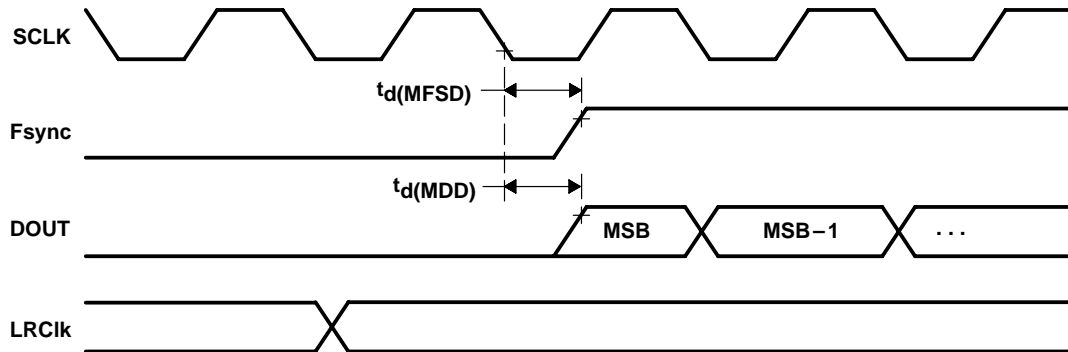 SCLK
td(MFSD)
Fsync
td(MDD)
DOUT
MSB
MSB−1
. . .
LRClk